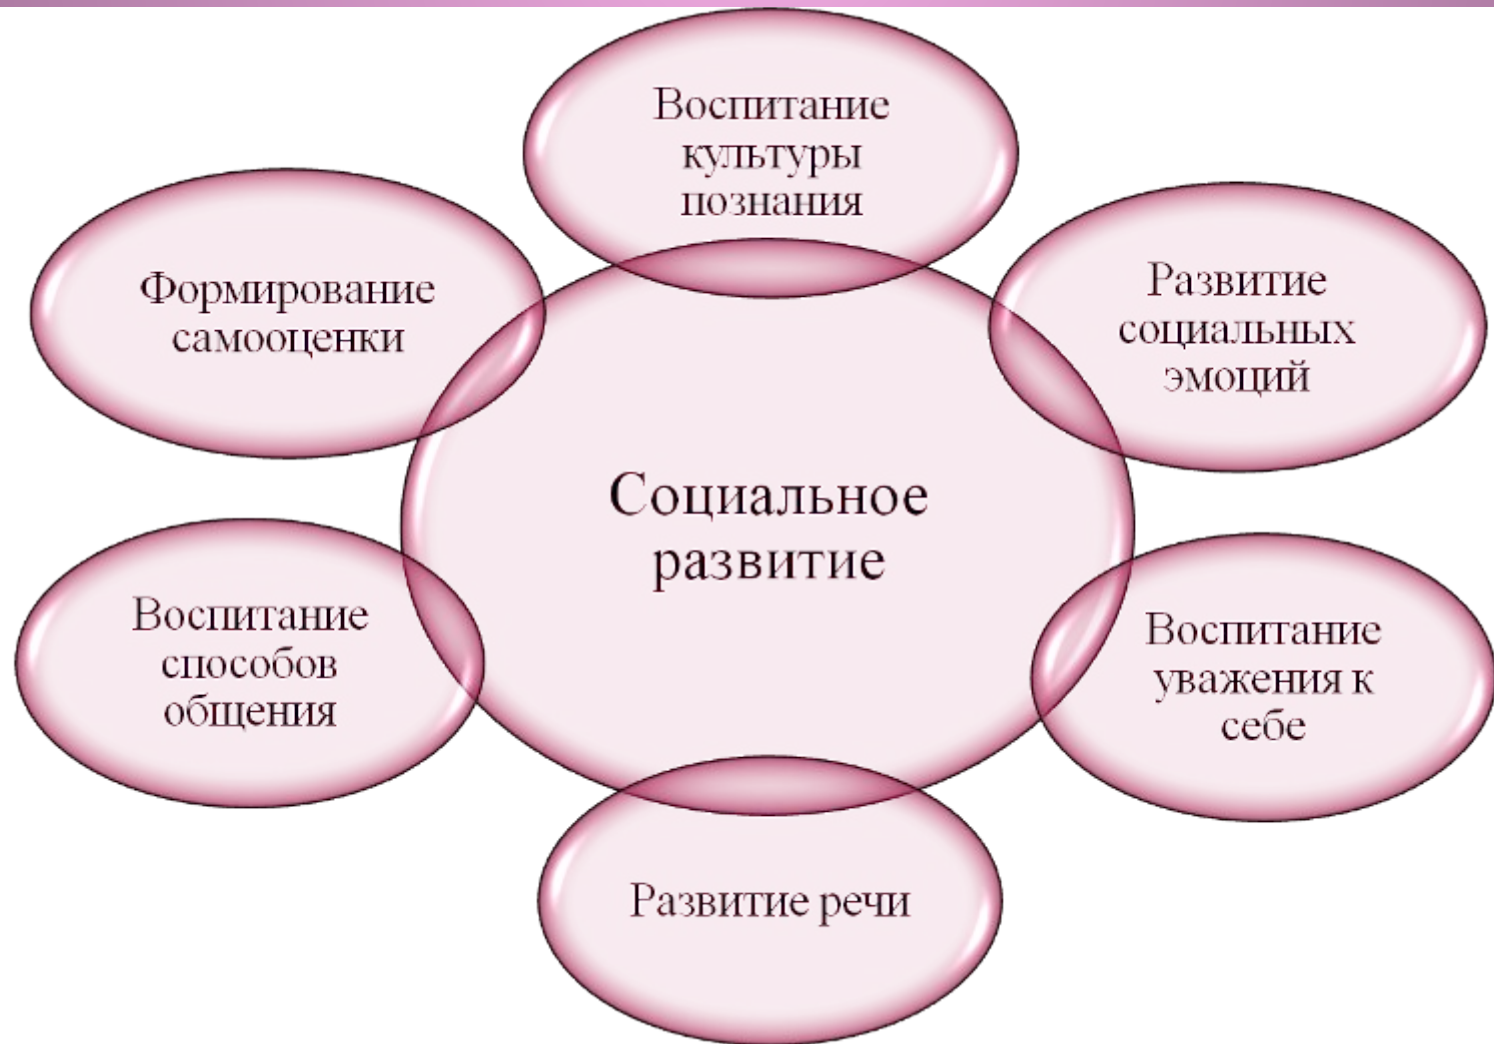 Воспитание
культуры
познания
Формирование
самооценки
Развитие
социальных
эмоций
Социальное
развитие
Воспитание
способов
общения
Воспитание
уважения к
себе
Развитие речи